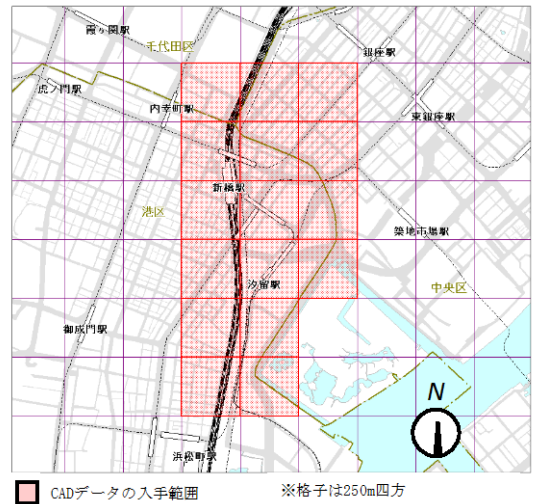 霞ヶ関駅
千代田区
銀座駅
虎ノ門駅
内幸町駅
東銀座駅
新橋駅
港区
築地市場駅
汐留駅
中央区
御成門駅
N
浜松町駅
CADデータの入手範囲
※格子は250m四方